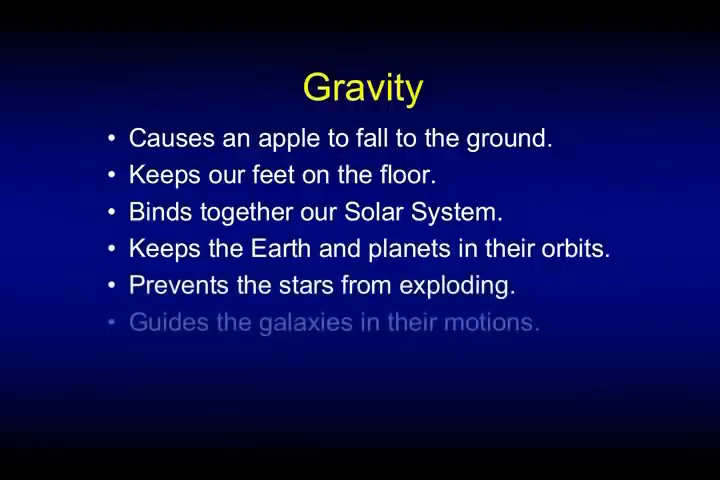 Gravity
• Causes an apple to fall to the ground.
• Keeps our feet on the floor.
• Binds together our Solar System.
• Keeps the Earth and planets in their orbits.
• Prevents the stars from exploding.
• Guides the galaxies in their motions.